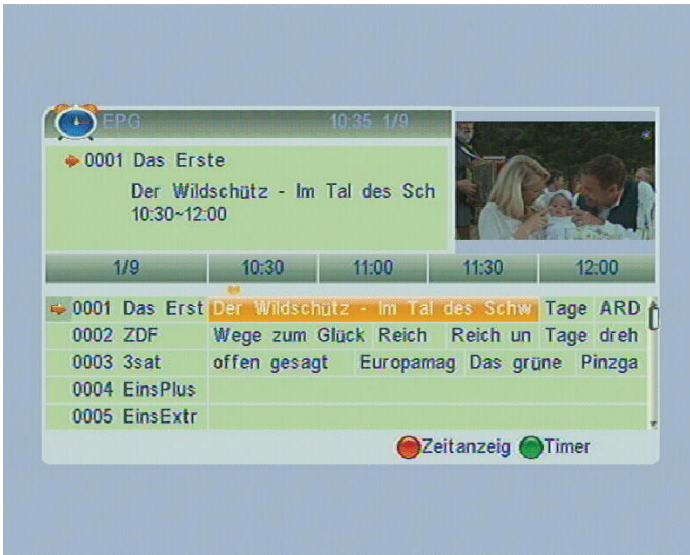 EPG 10:35 1/9
0001 Das Erste
Der Wildschütz - Im Tal des Sch
10:30~12:00
1/9 10:30 11:00 11:30 12:00
0001 Das Erst Der Wildschütz - Im Tal des Schw Tage ARD
0002 ZDF Wege zum Glück Reich Reich un Tage dreh
0003 3sat offen gesagt Europamag Das grüne Pinzga
0004 EinsPlus
0005 EinsExtr
Zeitanzeig Timer